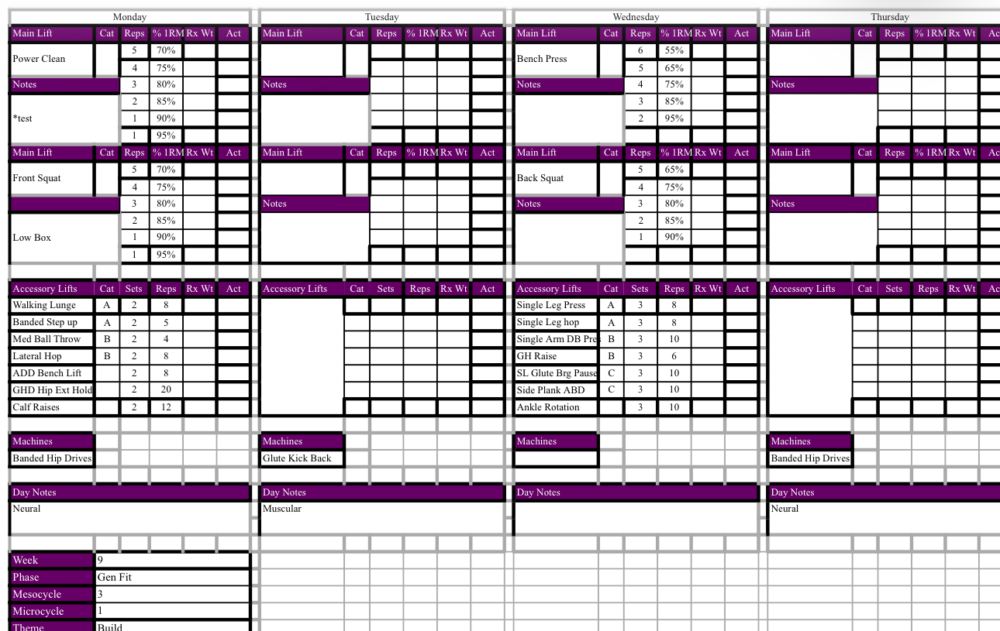 Monday Tuesday Wednesday Thursday
Main Lift Cat Reps % 1RM Rx Wt Act Main Lift Cat Reps % 1RM Rx Wt Act Main Lift Cat Reps % 1RM Rx Wt Act Main Lift Cat Reps % 1RM Rx Wt Ac
Power Clean 5 70% Bench Press 6 55%
4 75% 5 65%
Notes 3 80% Notes Notes 4 75% Notes
*test 2 85% 3 85%
1 90% 2 95%
1 95%
Main Lift Cat Reps % 1RM Rx Wt Act Main Lift Cat Reps % 1RM Rx Wt Act Main Lift Cat Reps % 1RM Rx Wt Act Main Lift Cat Reps % 1RM Rx Wt Ac
Front Squat 5 70% Back Squat 5 65%
4 75% 4 75%
3 80% Notes Notes 3 80% Notes
Low Box 2 85% 2 85%
1 90% 1 90%
1 95%
Accessory Lifts Cat Sets Reps Rx Wt Act Accessory Lifts Cat Sets Reps Rx Wt Act Accessory Lifts Cat Sets Reps Rx Wt Act Accessory Lifts Cat Sets Reps Rx Wt Ac
Walking Lunge A 2 8 Single Leg Press A 3 8
Banded Step up A 2 5 Single Leg hop A 3 8
Med Ball Throw B 2 4 Single Arm DB Pres B 3 10
Lateral Hop B 2 8 GH Raise B 3 6
ADD Bench Lift 2 8 SL Glute Brg Pause C 3 10
GHD Hip Ext Hold 2 20 Side Plank ABD C 3 10
Calf Raises 2 12 Ankle Rotation 3 10
Machines Machines Machines Machines
Banded Hip Drives Glute Kick Back Banded Hip Drives
Day Notes Day Notes Day Notes Day Notes
Neural Muscular Neural
Week 9
Phase Gen Fit
Mesocycle 3
Microcycle 1
Theme Build